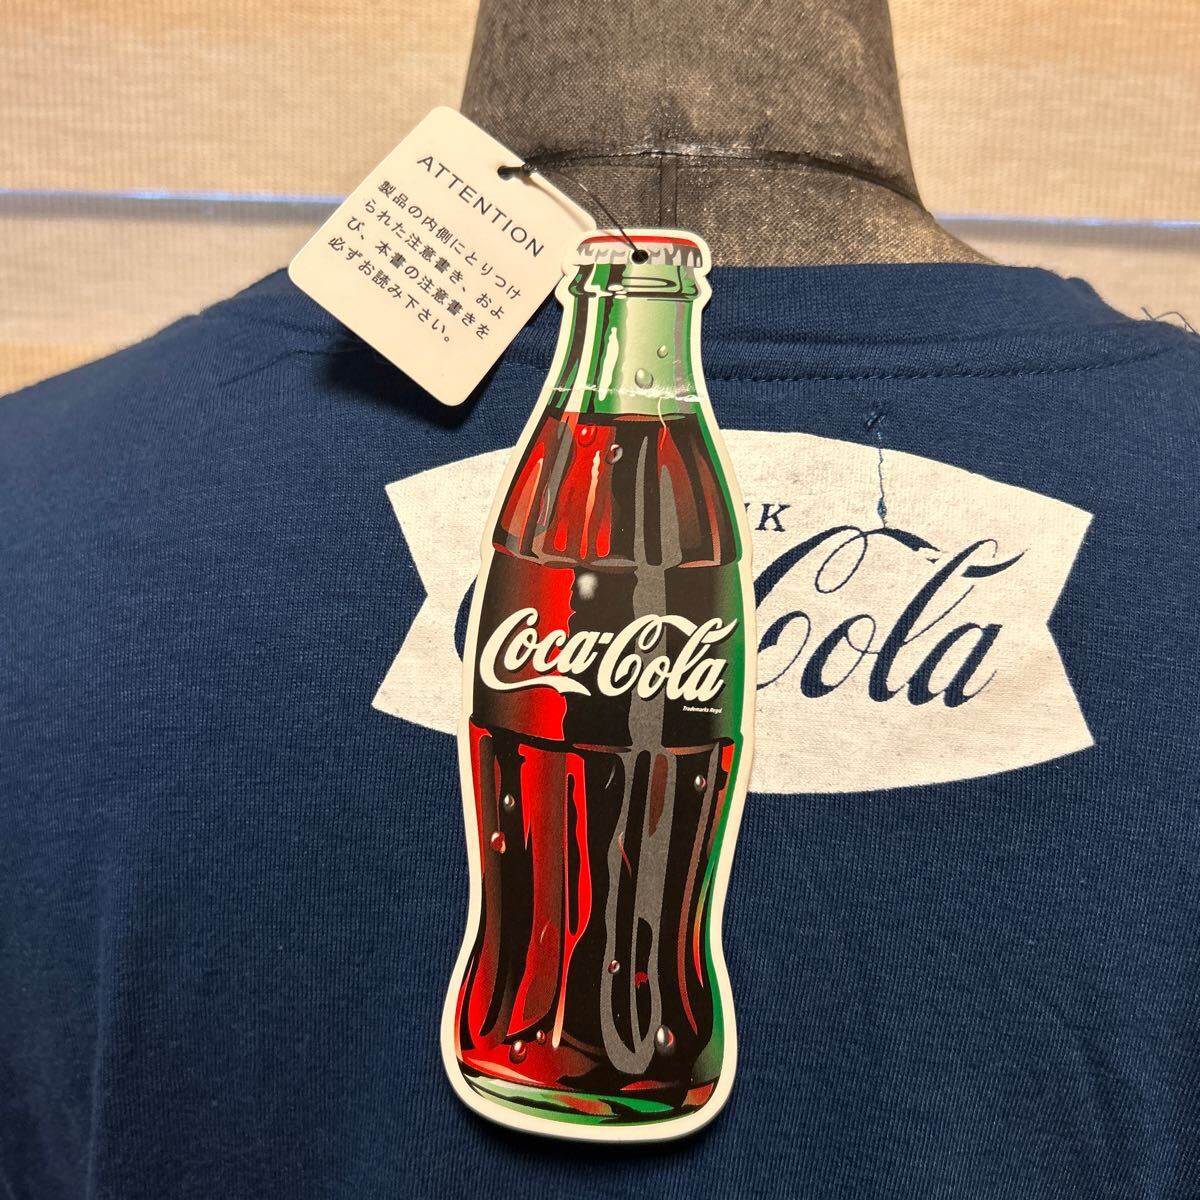 ATTENTION
製品の内側にとりつけ
られた注意書き、およ
び、本書の注意書きを
必ずお読み下さい。
Coca-Cola
Trademarks Regd
Cola